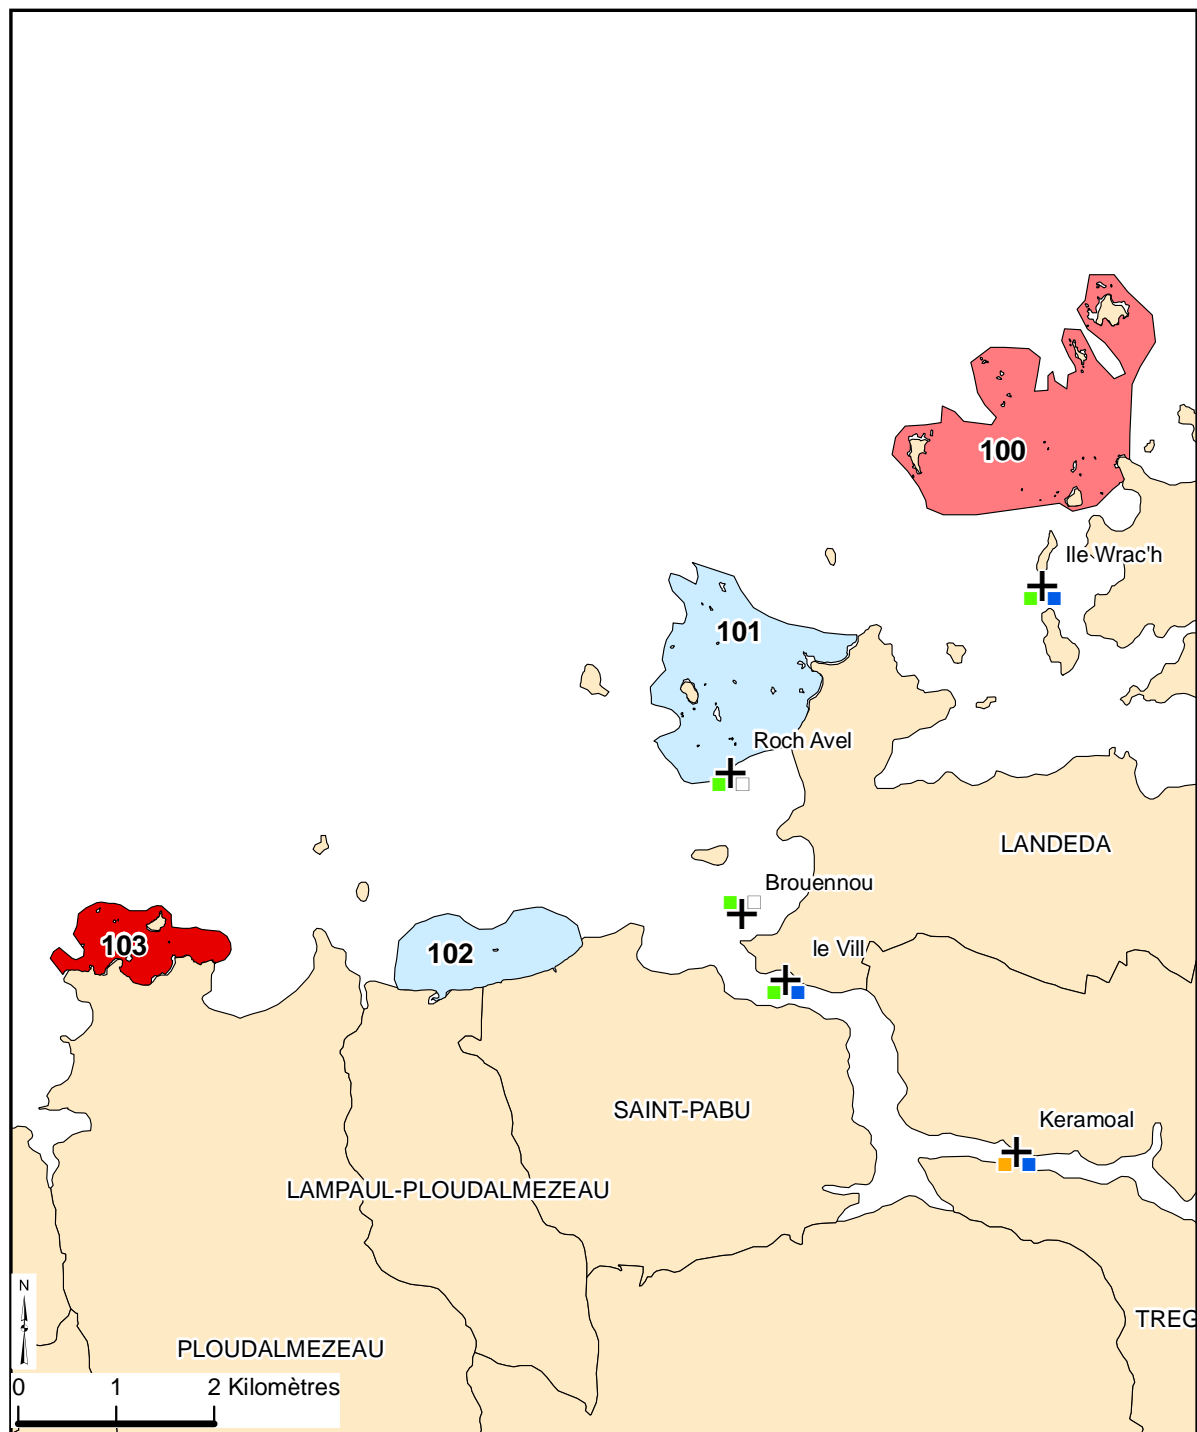 100
Ile Wrac'h
101
Roch Avel
LANDEDA
Brouennou
103
102
le Vill
SAINT-PABU
Keramoal
LAMPAUL-PLOUDALMEZEAU
N
TREG
PLOUDALMEZEAU
0 1 2 Kilomètres